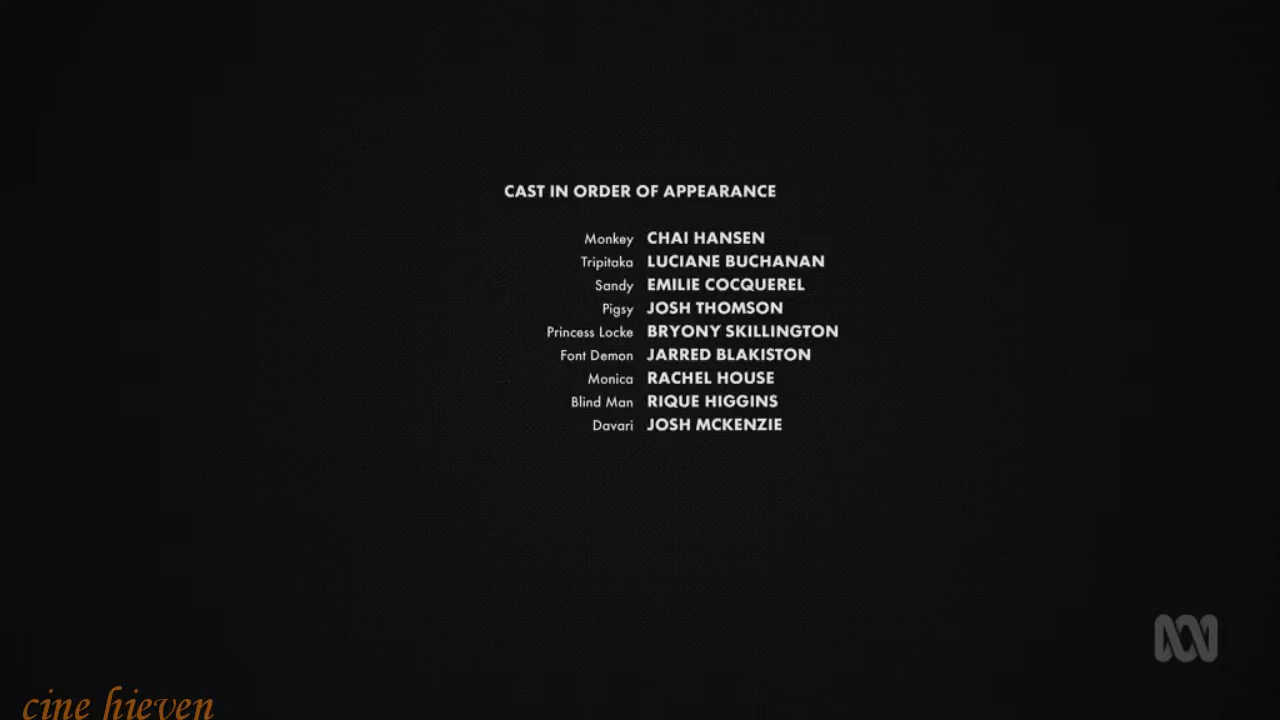 CAST IN ORDER OF APPEARANCE
Monkey CHAI HANSEN
Tripitaka LUCIANE BUCHANAN
Sandy EMILIE COCQUEREL
Pigsy JOSH THOMSON
Princess Locke BRYONY SKILLINGTON
Font Demon JARRED BLAKISTON
Monica RACHEL HOUSE
Blind Man RIQUE HIGGINS
Davari JOSH MCKENZIE
cine hieven